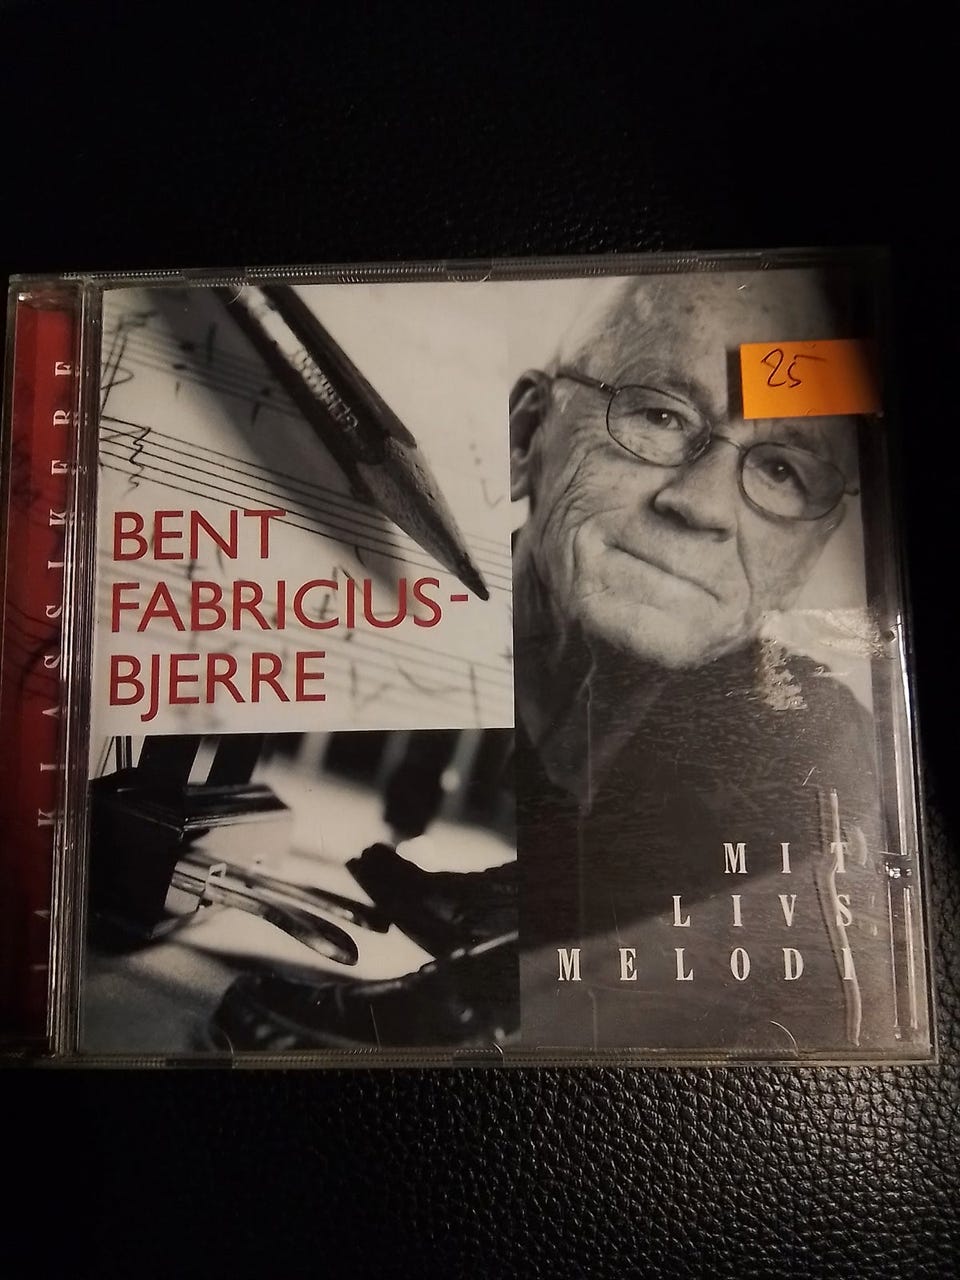 BENT
FABRICIUS-
BJERRE
25
MIT
LIVS
MELODI